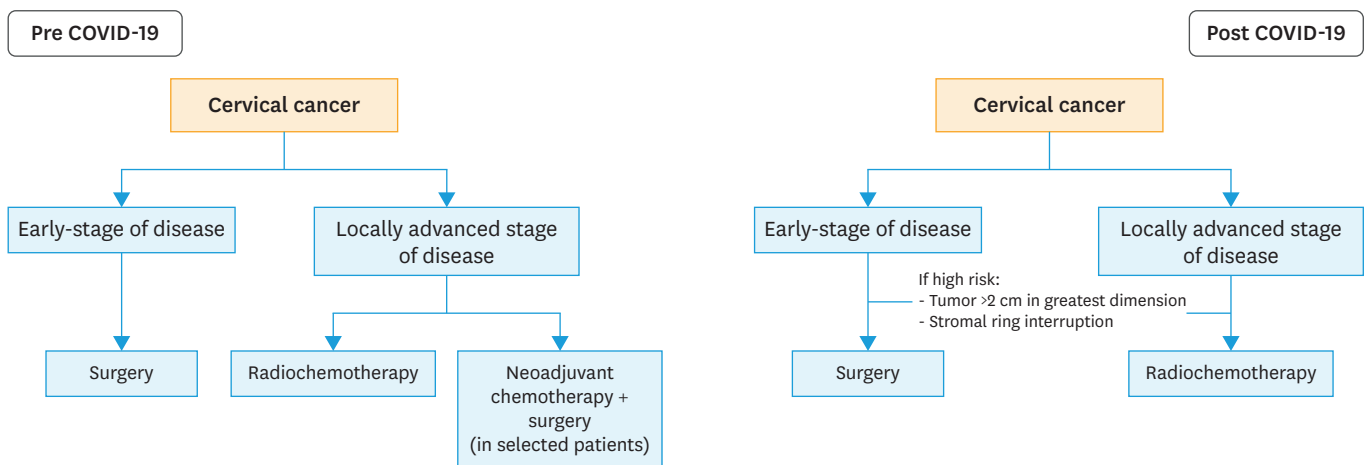 Pre COVID-19
Cervical cancer
Early-stage of disease
Locally advanced stage
of disease
Surgery
Radiochemotherapy
Neoadjuvant
chemotherapy +
surgery
(in selected patients)
Post COVID-19
Cervical cancer
Early-stage of disease
Locally advanced stage
of disease
If high risk:
- Tumor >2 cm in greatest dimension
- Stromal ring interruption
Surgery
Radiochemotherapy